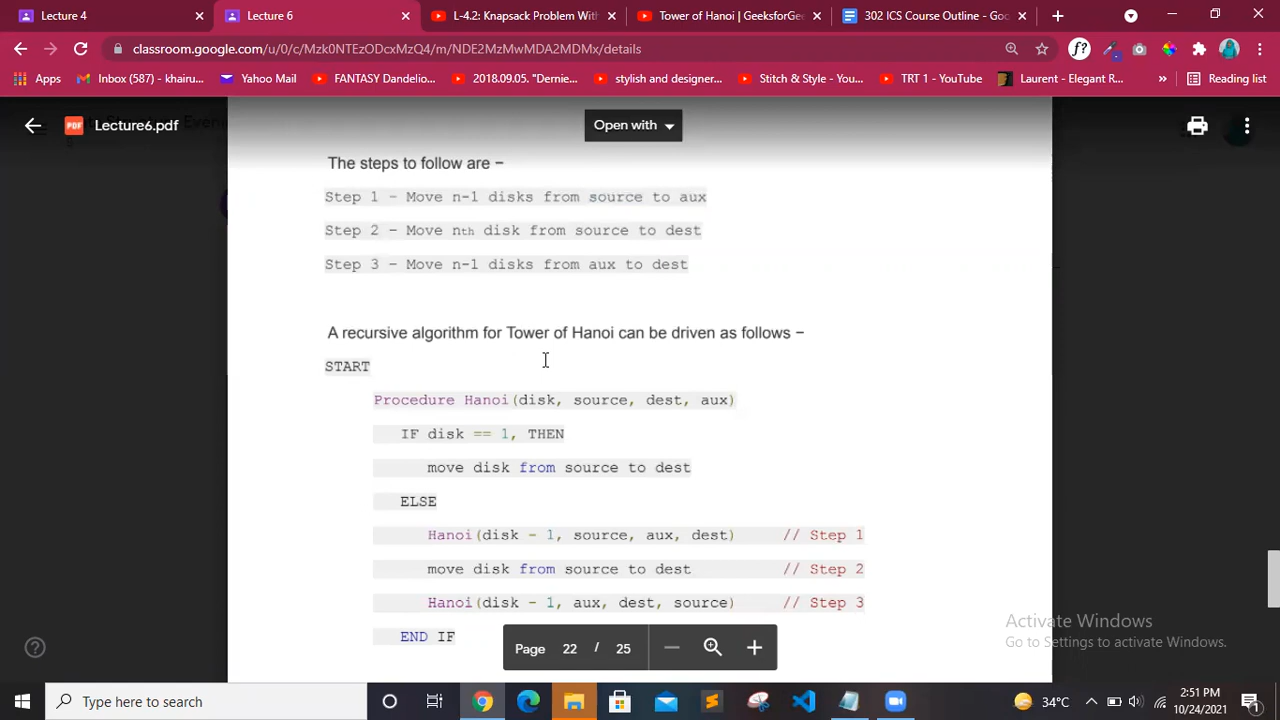 Lecture 4
Lecture 6
L-4.2: Knapsack Problem With
Tower of Hanoi | GeeksforGe
302 ICS Course Outline - Goo
classroom.google.com/u/0/c/Mzk0NTEzODcxMzQ4/m/NDE2MzMwMDA2MDMx/details
Apps
Inbox (587) - khairu...
Yahoo Mail
FANTASY Dandelio...
2018.09.05. "Dernie...
stylish and designer...
Stitch & Style - You...
TRT 1 - YouTube
Laurent - Elegant R...
»
Reading list
PDF
Lecture6.pdf
Open with
The steps to follow are −
Step 1 − Move n-1 disks from source to aux
Step 2 − Move nth disk from source to dest
Step 3 − Move n-1 disks from aux to dest
A recursive algorithm for Tower of Hanoi can be driven as follows −
START
Procedure Hanoi(disk, source, dest, aux)
IF disk == 1, THEN
move disk from source to dest
ELSE
Hanoi(disk - 1, source, aux, dest) // Step 1
move disk from source to dest // Step 2
Hanoi(disk - 1, aux, dest, source) // Step 3
END IF
Page 22 / 25
Activate Windows
Go to Settings to activate Windows.
Type here to search
34°C
2:51 PM
10/24/2021